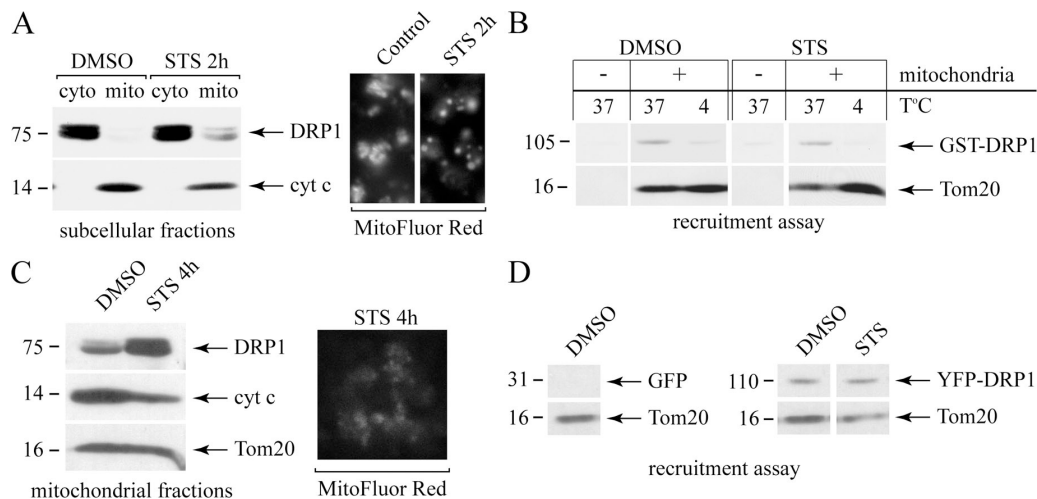 A
DMSO STS 2h
cyto mito cyto mito
75 DRP1
14 cyt c
subcellular fractions
Control
STS 2h
MitoFluor Red
B
DMSO STS
- + - + mitochondria
37 37 4 37 37 4 TºC
105 GST-DRP1
16 Tom20
recruitment assay
C
DMSO
STS 4h
75 DRP1
14 cyt c
16 Tom20
mitochondrial fractions
STS 4h
MitoFluor Red
D
DMSO
31 GFP
16 Tom20
DMSO
STS
110 YFP-DRP1
16 Tom20
recruitment assay